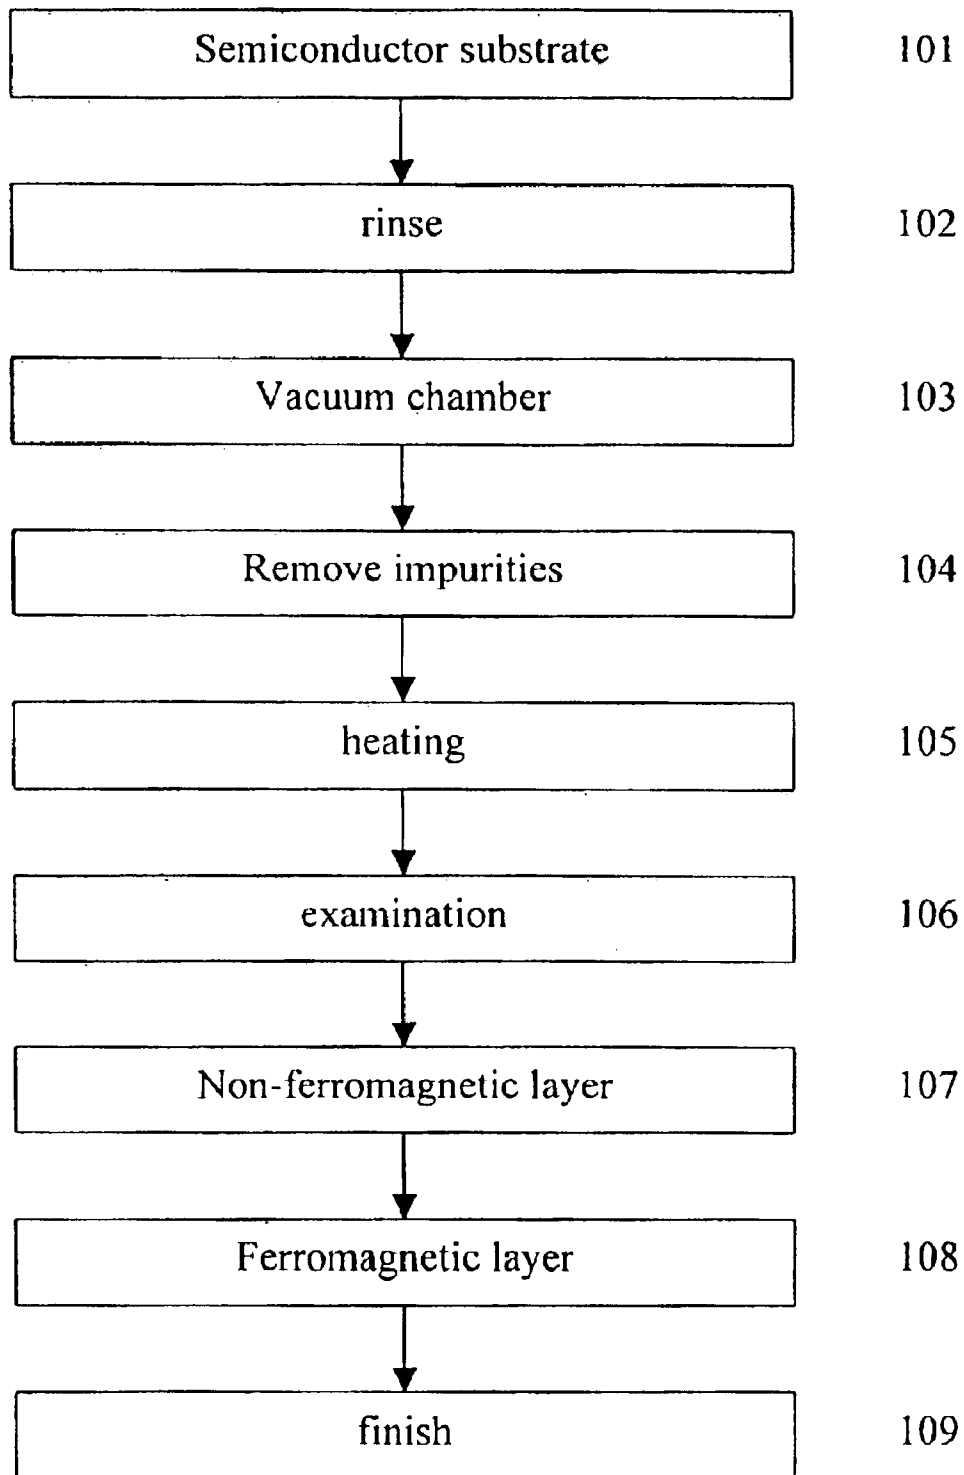 Semiconductor substrate 101
rinse 102
Vacuum chamber 103
Remove impurities 104
heating 105
examination 106
Non-ferromagnetic layer 107
Ferromagnetic layer 108
finish 109